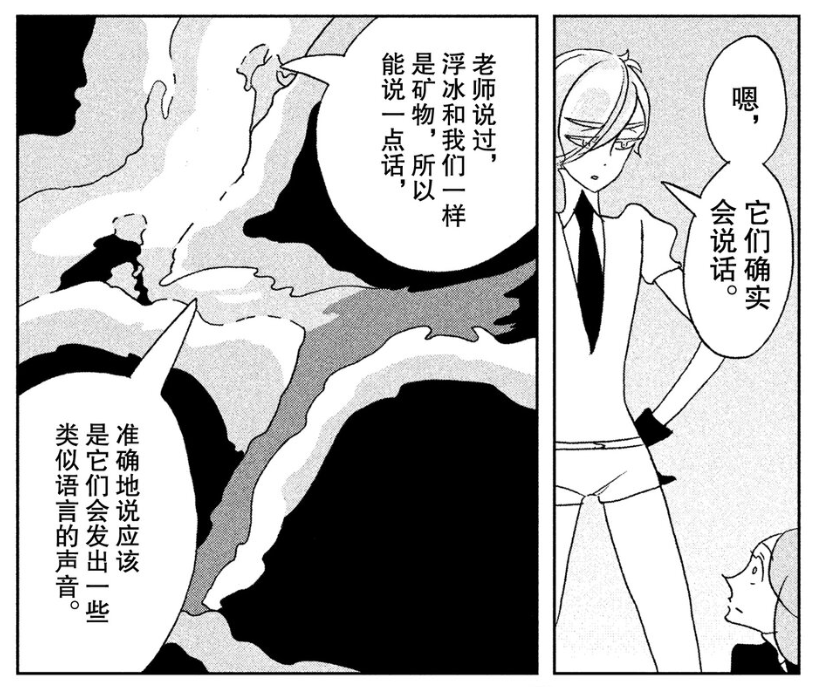 嗯，
它们确实
会说话。
老师说过，
浮冰和我们一样
是矿物，所以
能说一点话，
准确地说应该
是它们会发出一些
类似语言的声音。